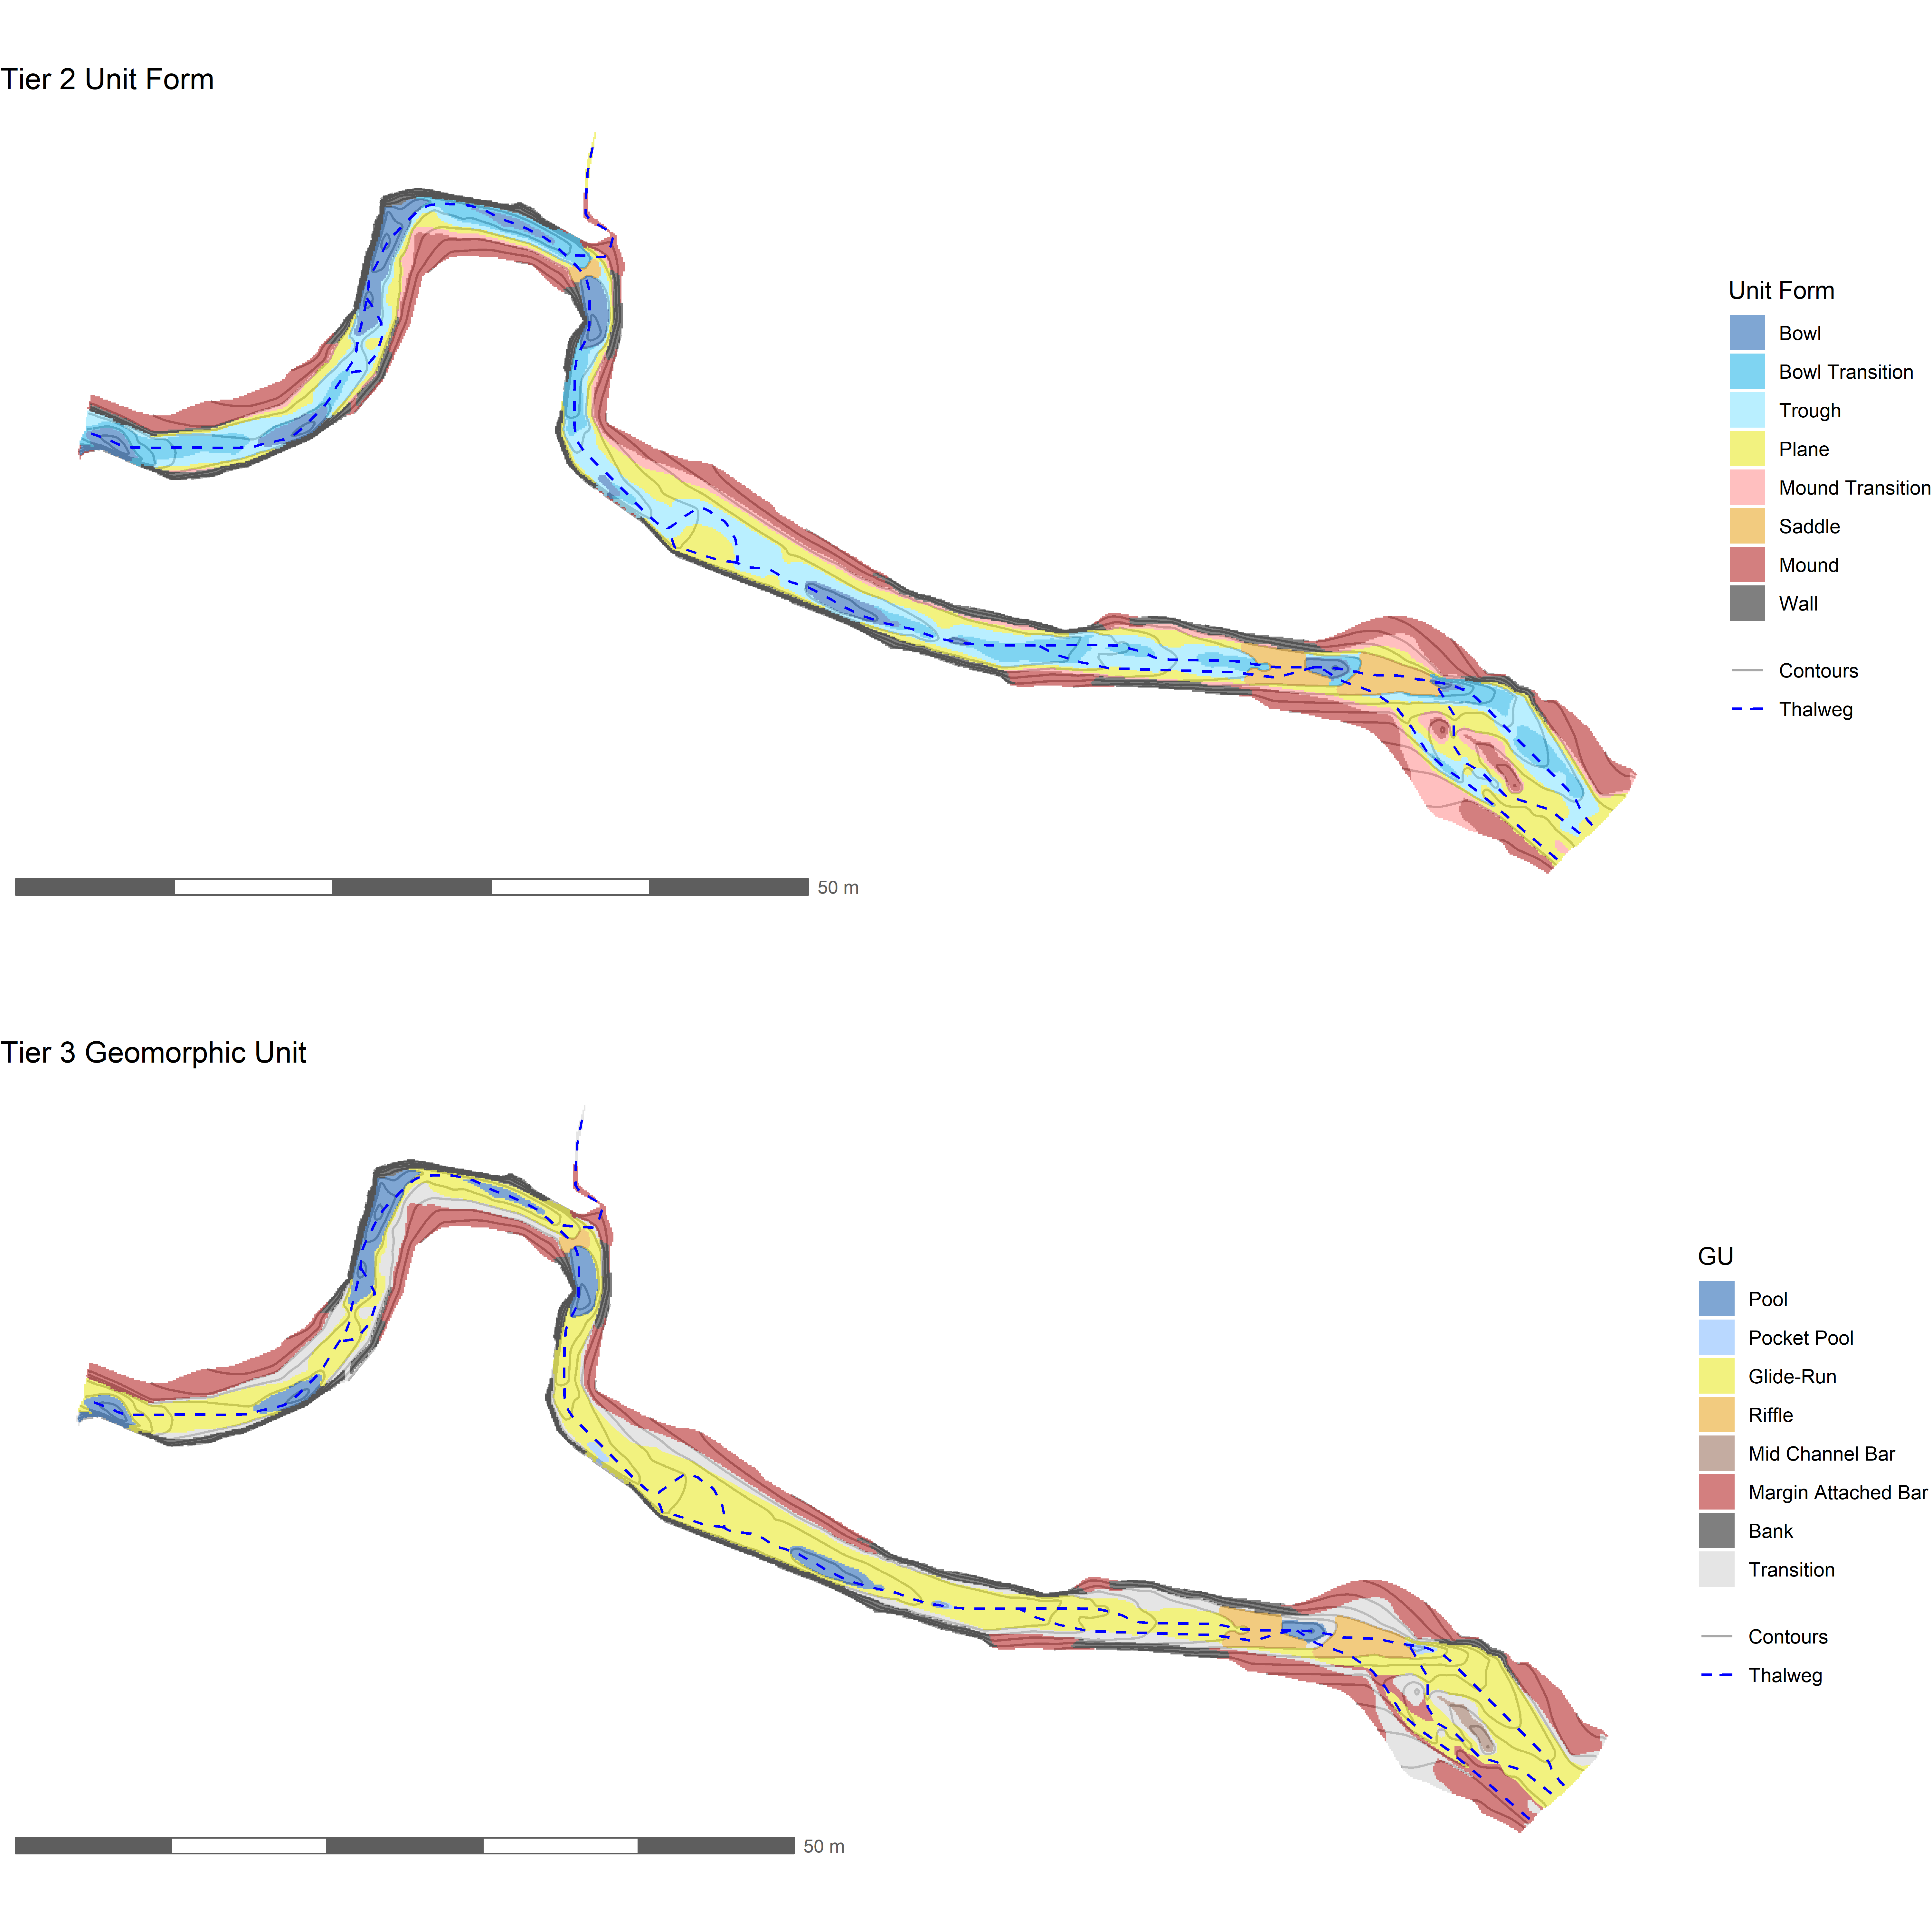 Tier 2 Unit Form
Unit Form
Bowl
Bowl Transition
Trough
Plane
Mound Transition
Saddle
Mound
Wall
Contours
Thalweg
50 m
Tier 3 Geomorphic Unit
GU
Pool
Pocket Pool
Glide-Run
Riffle
Mid Channel Bar
Margin Attached Bar
Bank
Transition
Contours
Thalweg
50 m